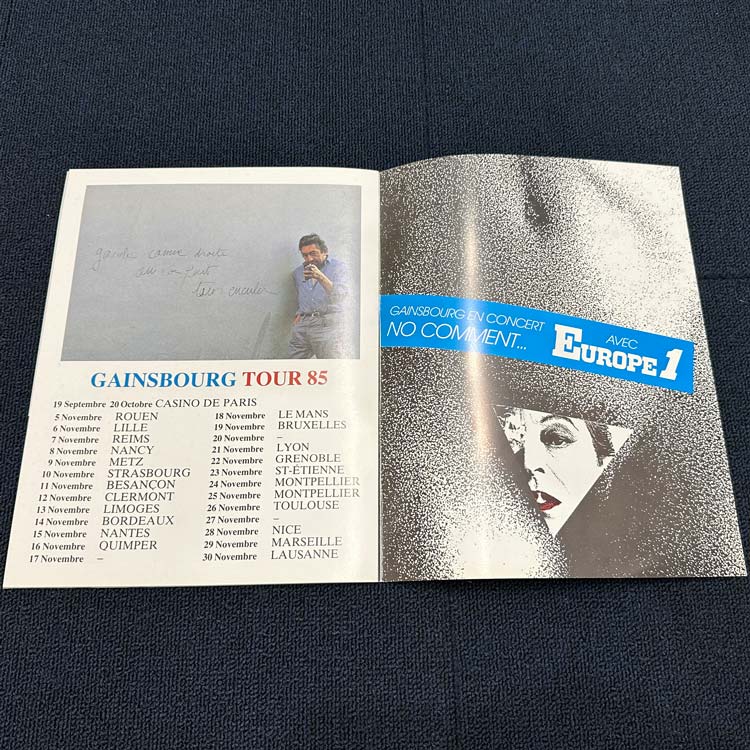 GAINSBOURG TOUR 85
19 Septembre 20 Octobre CASINO DE PARIS
5 Novembre ROUEN
6 Novembre LILLE
7 Novembre REIMS
8 Novembre NANCY
9 Novembre METZ
10 Novembre STRASBOURG
11 Novembre BESANÇON
12 Novembre CLERMONT
13 Novembre LIMOGES
14 Novembre BORDEAUX
15 Novembre NANTES
16 Novembre QUIMPER
17 Novembre –
18 Novembre LE MANS
19 Novembre BRUXELLES
20 Novembre –
21 Novembre LYON
22 Novembre GRENOBLE
23 Novembre ST-ÉTIENNE
24 Novembre MONTPELLIER
25 Novembre MONTPELLIER
26 Novembre TOULOUSE
27 Novembre –
28 Novembre NICE
29 Novembre MARSEILLE
30 Novembre LAUSANNE
GAINSBOURG EN CONCERT
NO COMMENT...
AVEC
EUROPE 1